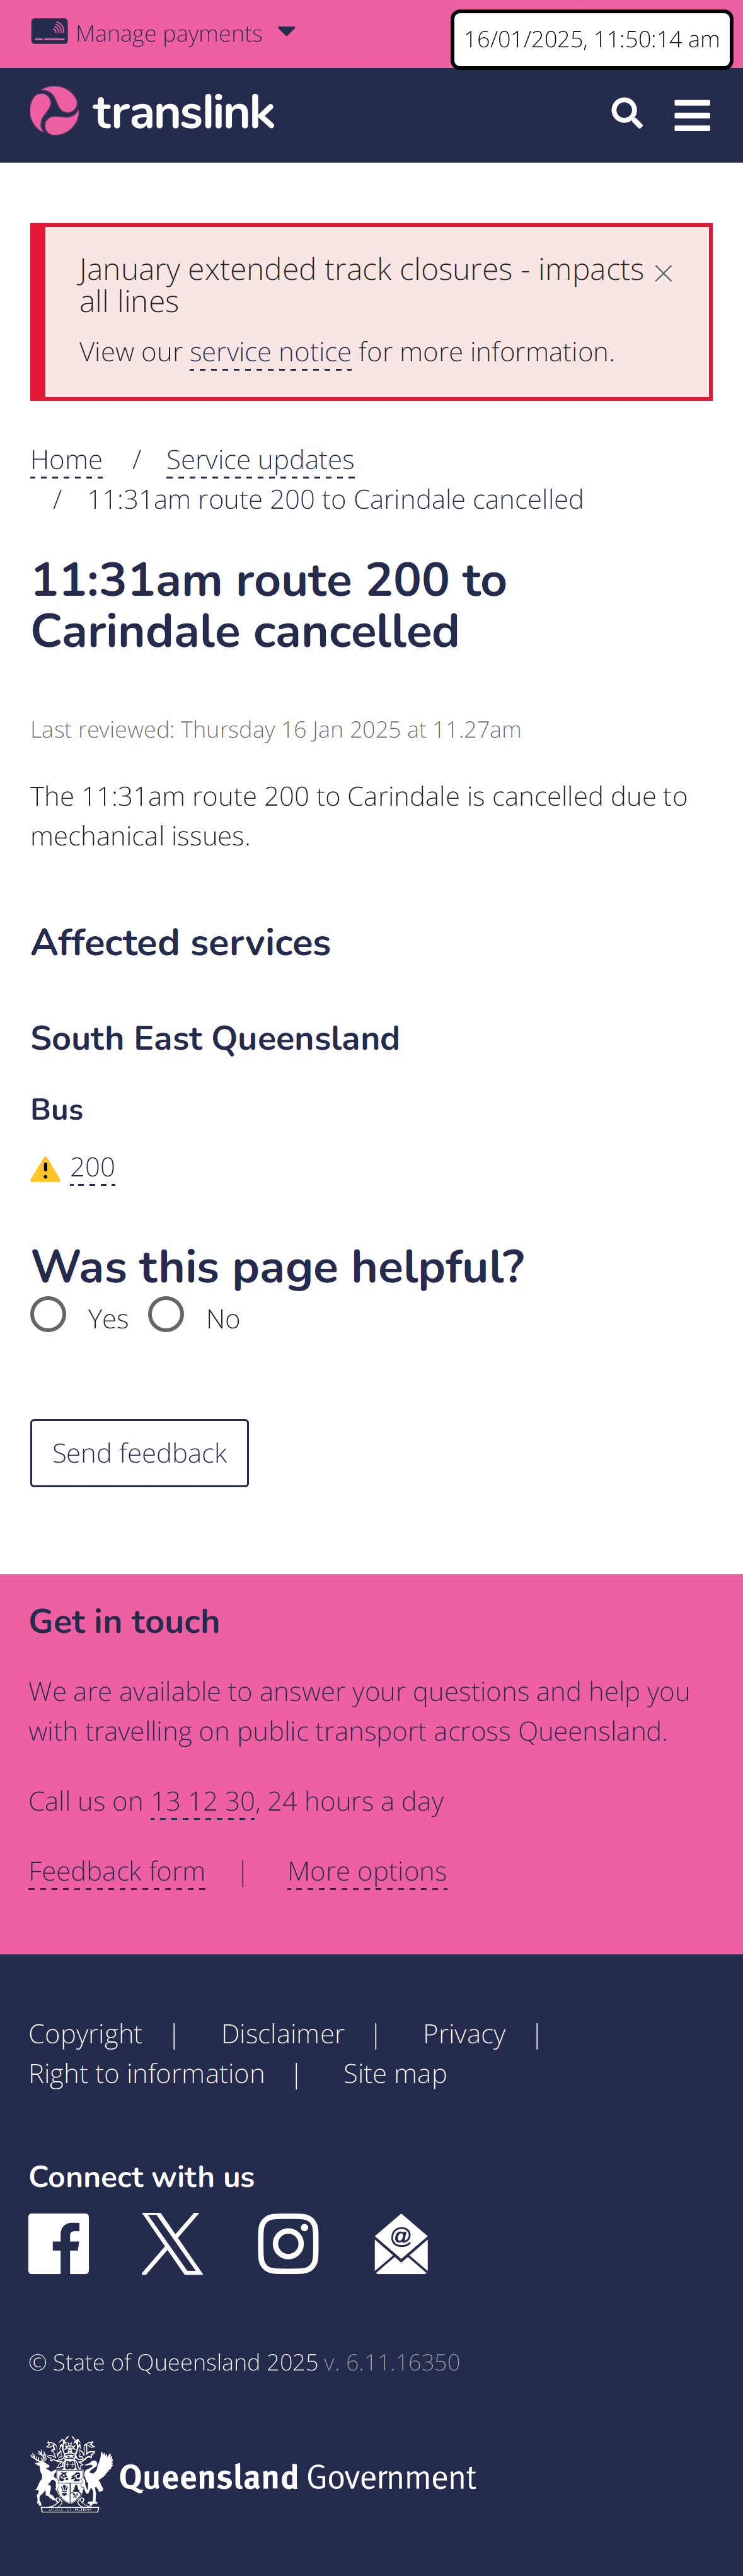 Manage payments
16/01/2025, 11:50:14 am
translink
January extended track closures - impacts
all lines
View our service notice for more information.
Home / Service updates
/ 11:31am route 200 to Carindale cancelled
11:31am route 200 to
Carindale cancelled
Last reviewed: Thursday 16 Jan 2025 at 11.27am
The 11:31am route 200 to Carindale is cancelled due to
mechanical issues.
Affected services
South East Queensland
Bus
200
Was this page helpful?
Yes No
Send feedback
Get in touch
We are available to answer your questions and help you
with travelling on public transport across Queensland.
Call us on 13 12 30, 24 hours a day
Feedback form | More options
Copyright | Disclaimer | Privacy |
Right to information | Site map
Connect with us
© State of Queensland 2025 v. 6.11.16350
Queensland Government